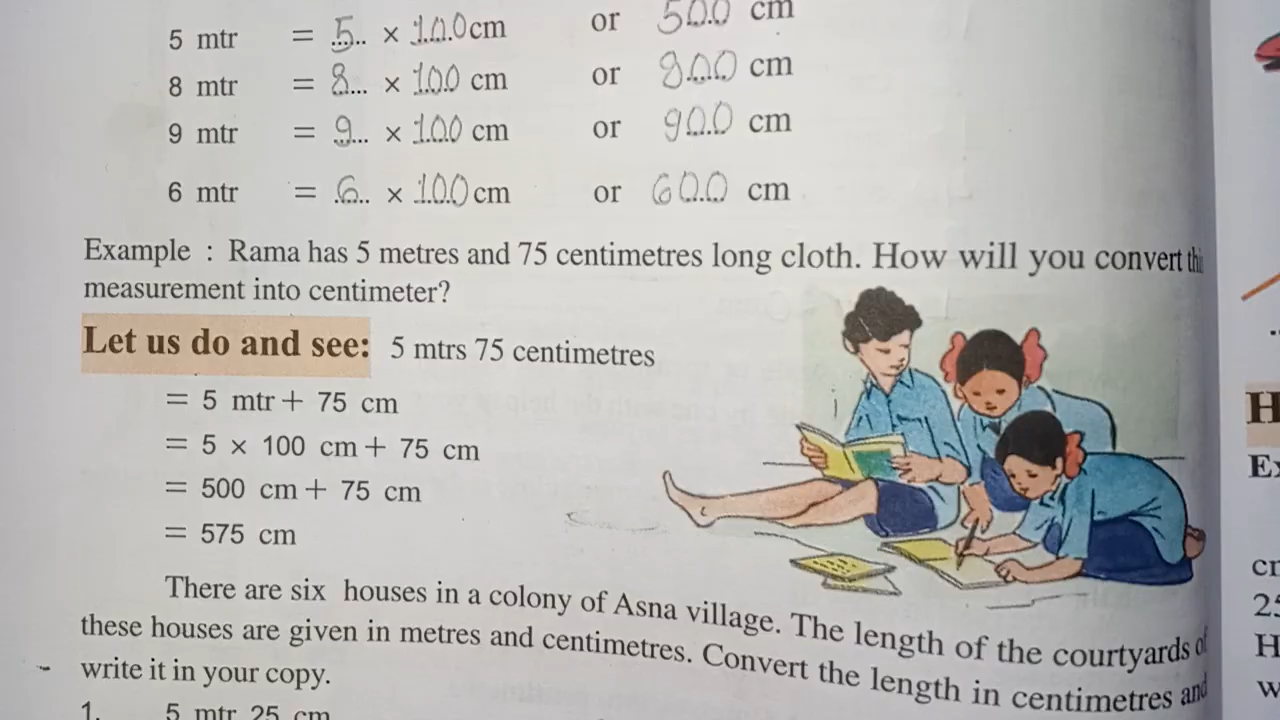 5 mtr = 5 × 100 cm or 500 cm
8 mtr = 8 × 100 cm or 800 cm
9 mtr = 9 × 100 cm or 900 cm
6 mtr = 6 × 100 cm or 600 cm
Example : Rama has 5 metres and 75 centimetres long cloth. How will you convert
measurement into centimeter?
Let us do and see: 5 mtrs 75 centimetres
= 5 mtr + 75 cm
= 5 × 100 cm + 75 cm
= 500 cm + 75 cm
= 575 cm
There are six houses in a colony of Asna village. The length of the courtyards of
these houses are given in metres and centimetres. Convert the length in centimetres and
write it in your copy.
1. 5 mtr 25 cm